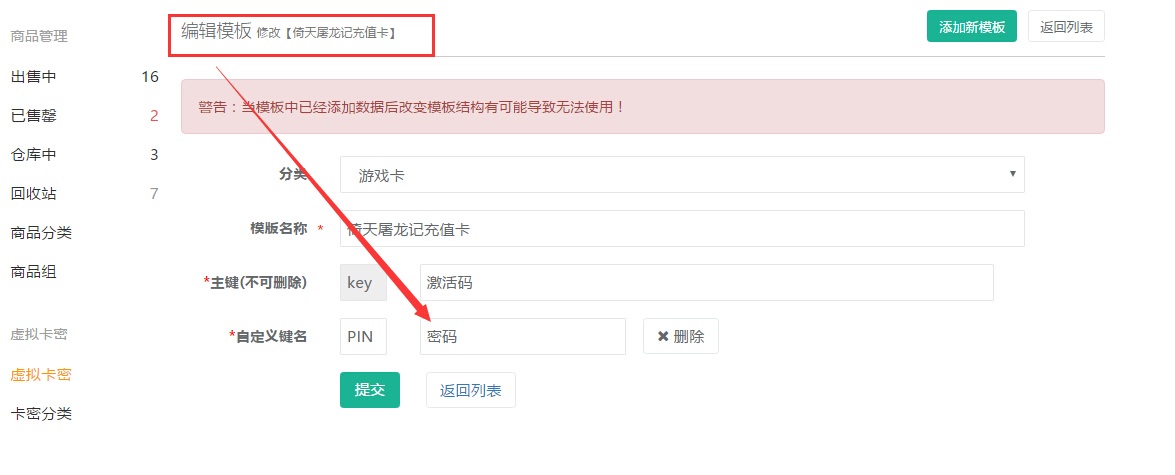 商品管理
出售中 16
已售罄 2
仓库中 3
回收站 7
商品分类
商品组
虚拟卡密
虚拟卡密
卡密分类
编辑模板 修改【倚天屠龙记充值卡】
添加新模板 返回列表
警告：当模板中已经添加数据后改变模板结构有可能导致无法使用！
分类 游戏卡
模版名称 * 倚天屠龙记充值卡
*主键(不可删除) key 激活码
*自定义键名 PIN 密码 ✖ 删除
提交 返回列表